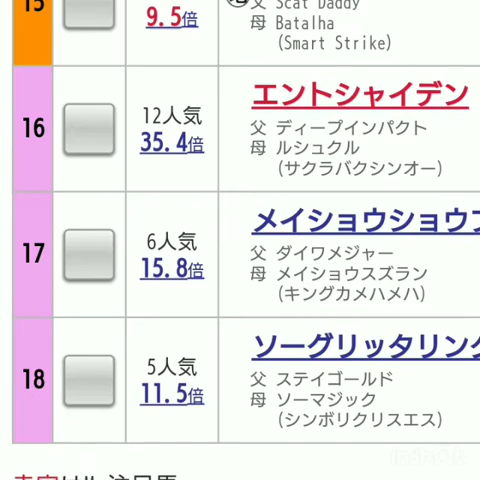 15
9.5倍
父 Scat Daddy
母 Batalha
(Smart Strike)
16
12人気
35.4倍
エントシャイデン
父 ディープインパクト
母 ルシュクル
(サクラバクシンオー)
17
6人気
15.8倍
メイショウショウブ
父 ダイワメジャー
母 メイショウスズラン
(キングカメハメハ)
18
5人気
11.5倍
ソーグリッタリング
父 ステイゴールド
母 ソーマジック
(シンボリクリスエス)